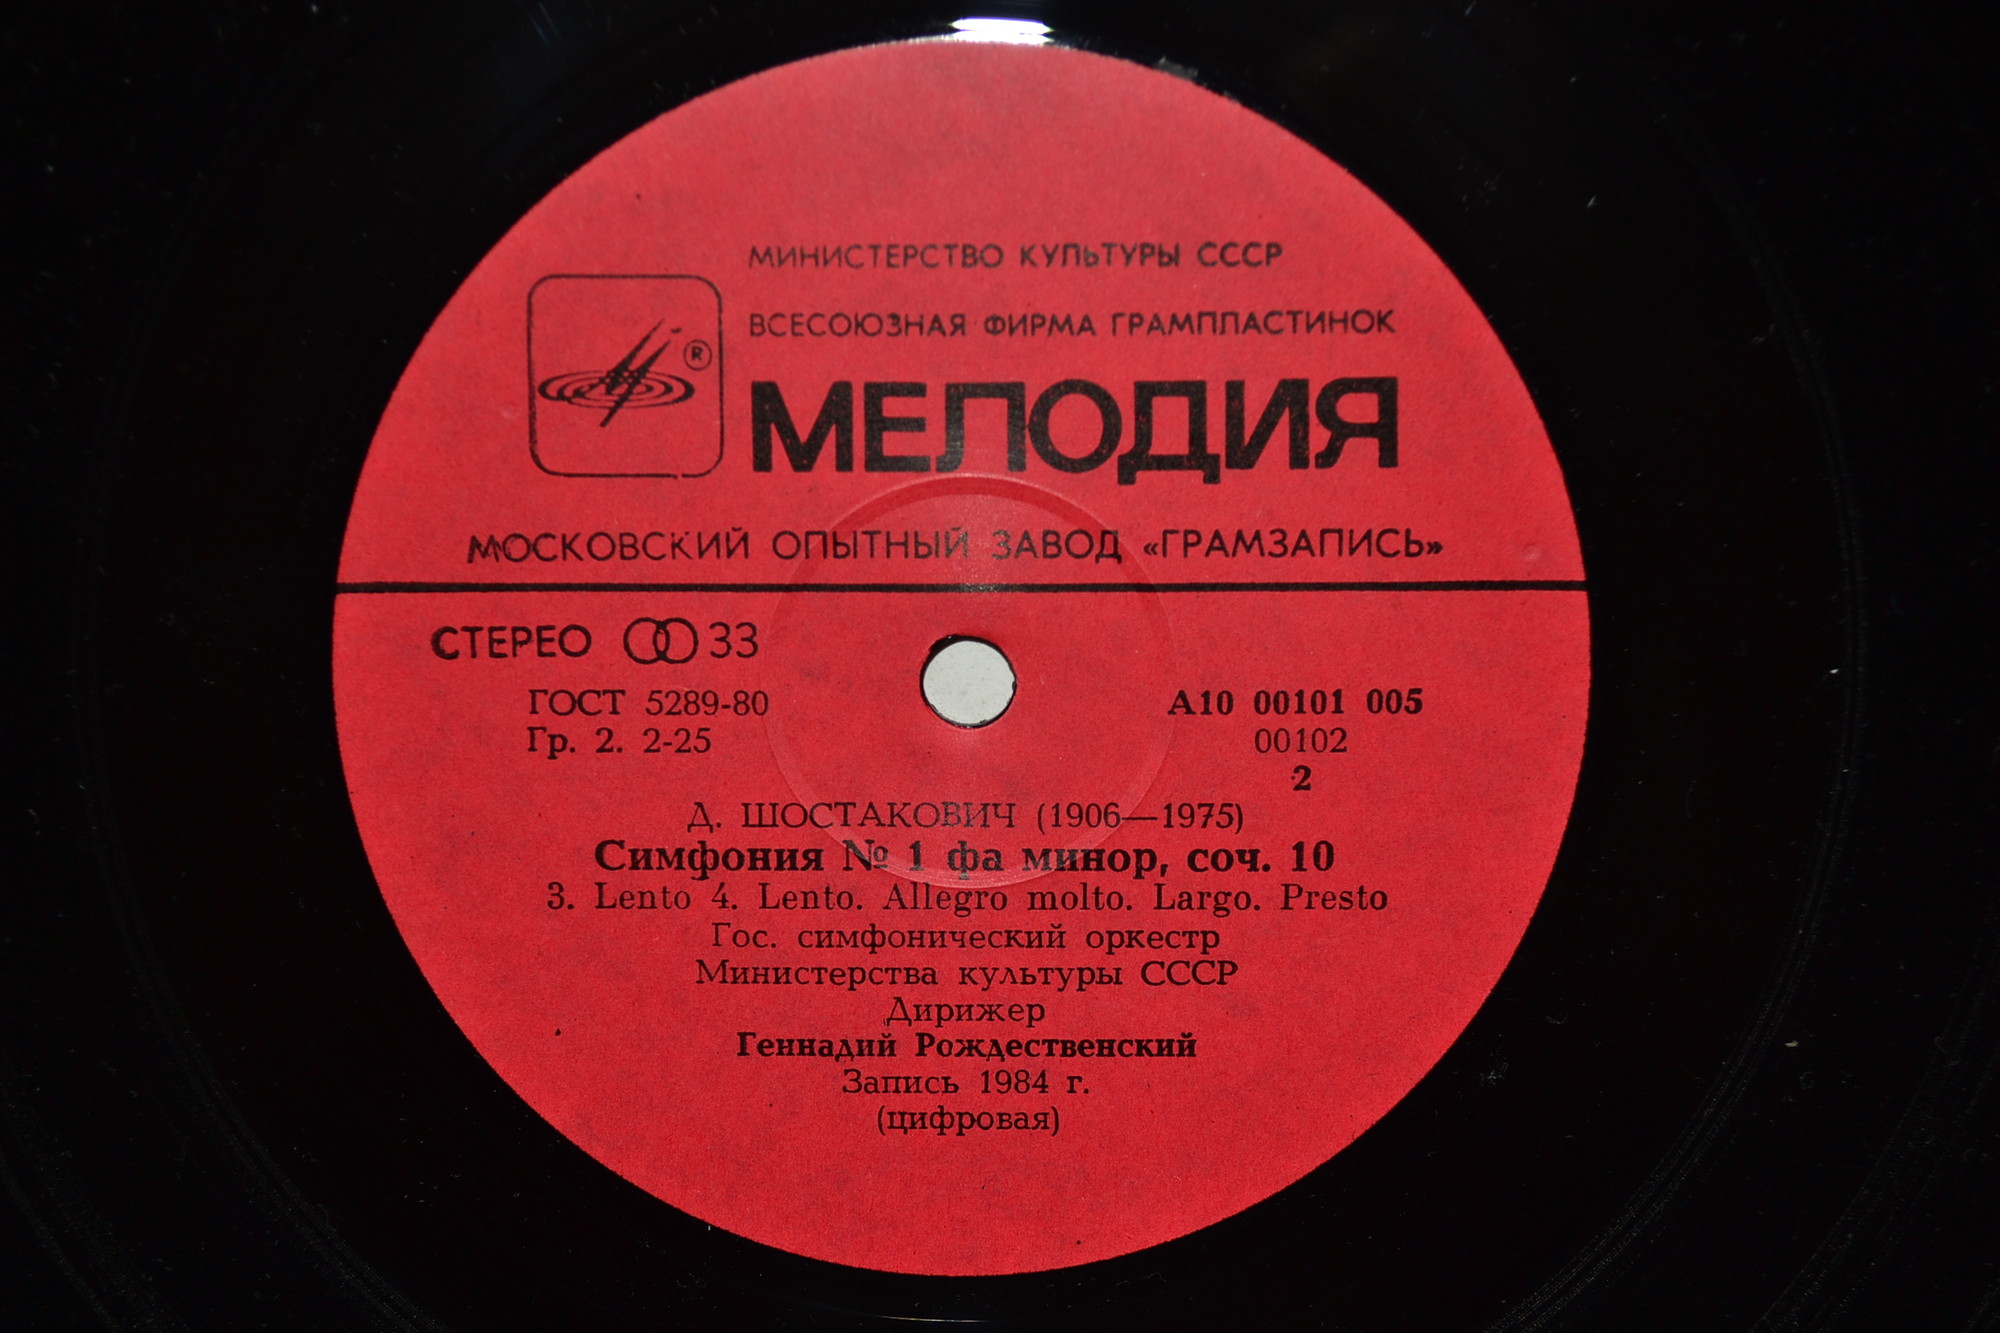 МИНИСТЕРСТВО КУЛЬТУРЫ СССР
ВСЕСОЮЗНАЯ ФИРМА ГРАМПЛАСТИНОК
®
МЕЛОДИЯ
МОСКОВСКИЙ ОПЫТНЫЙ ЗАВОД «ГРАМЗАПИСЬ»
СТЕРЕО 33
ГОСТ 5289-80
Гр. 2. 2-25
А10 00101 005
00102
2
Д. ШОСТАКОВИЧ (1906—1975)
Симфония № 1 фа минор, соч. 10
3. Lento 4. Lento. Allegro molto. Largo. Presto
Гос. симфонический оркестр
Министерства культуры СССР
Дирижер
Геннадий Рождественский
Запись 1984 г.
(цифровая)